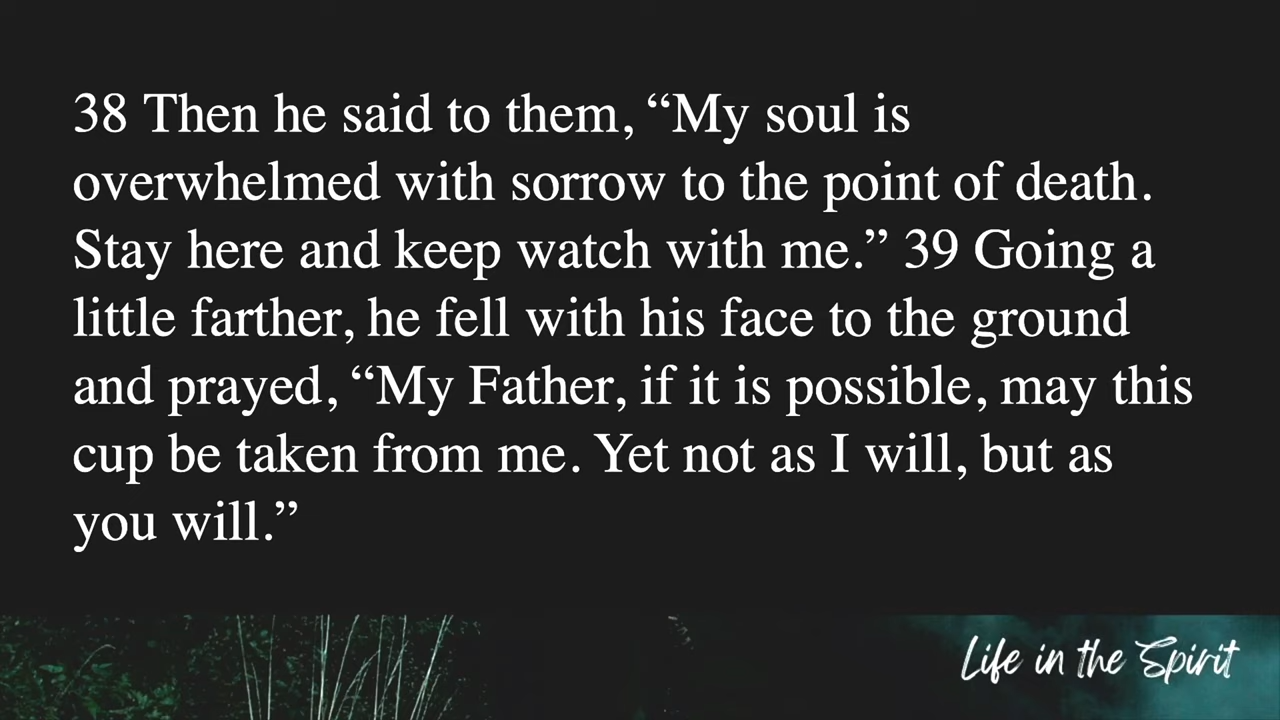 38 Then he said to them, “My soul is
overwhelmed with sorrow to the point of death.
Stay here and keep watch with me.” 39 Going a
little farther, he fell with his face to the ground
and prayed, “My Father, if it is possible, may this
cup be taken from me. Yet not as I will, but as
you will.”
Life in the Spirit